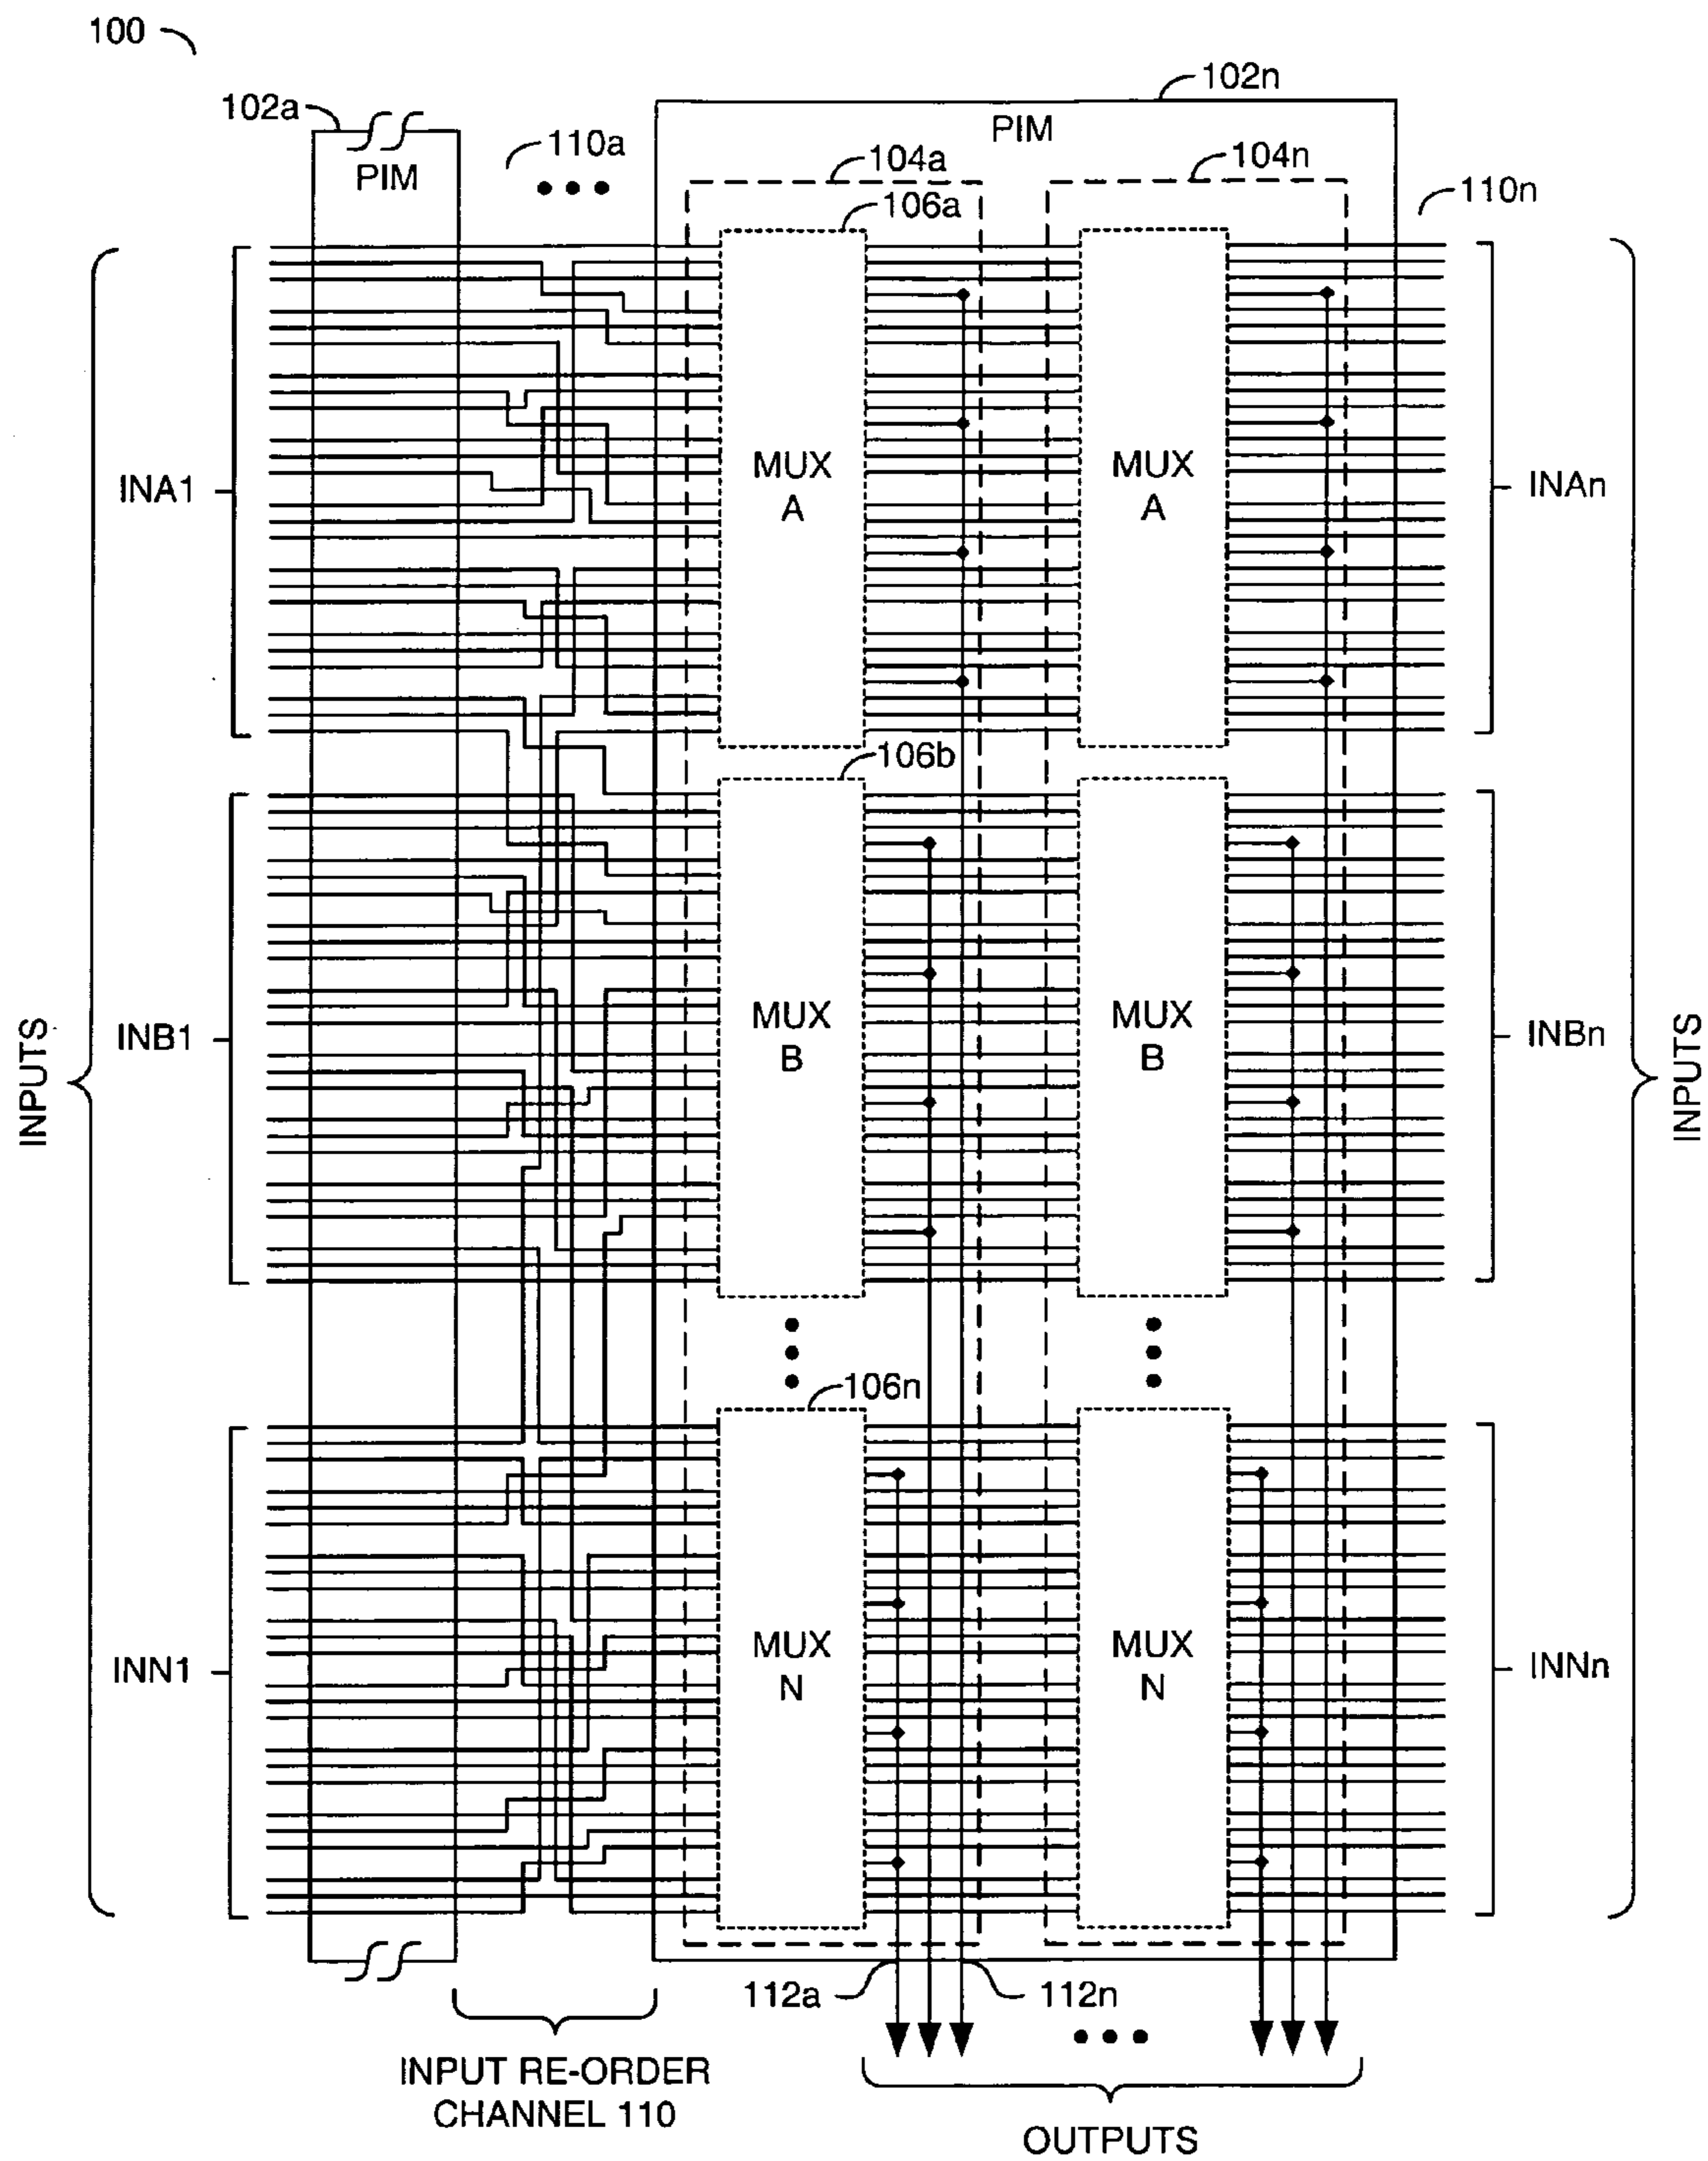 100
102n
102a
PIM
110a
104a
104n
PIM
106a
110n
INA1
MUX
A
MUX
A
INAn
106b
INPUTS
INB1
MUX
B
MUX
B
INBn
INPUTS
106n
INN1
MUX
N
MUX
N
INNn
112a
112n
INPUT RE-ORDER
CHANNEL 110
OUTPUTS